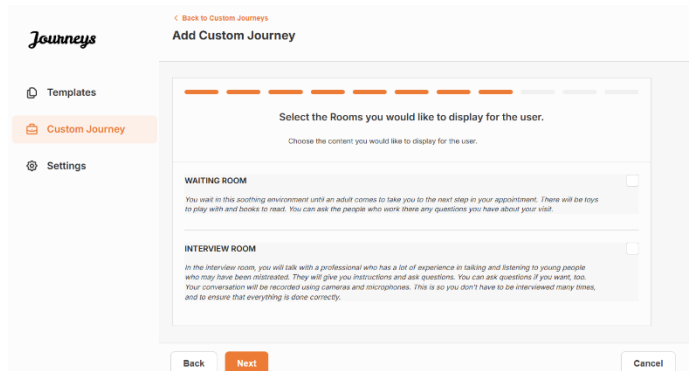 < Back to Custom Journeys
Journeys
Add Custom Journey
Templates
Custom Journey
Settings
Select the Rooms you would like to display for the user.
Choose the content you would like to display for the user.
WAITING ROOM
You wait in this soothing environment until an adult comes to take you to the next step in your appointment. There will be toys
to play with and books to read. You can ask the people who work there any questions you have about your visit.
INTERVIEW ROOM
In the interview room, you will talk with a professional who has a lot of experience in talking and listening to young people
who may have been mistreated. They will give you instructions and ask questions. You can ask questions if you want, too.
Your conversation will be recorded using cameras and microphones. This is so you don't have to be interviewed many times,
and to ensure that everything is done correctly.
Back
Next
Cancel